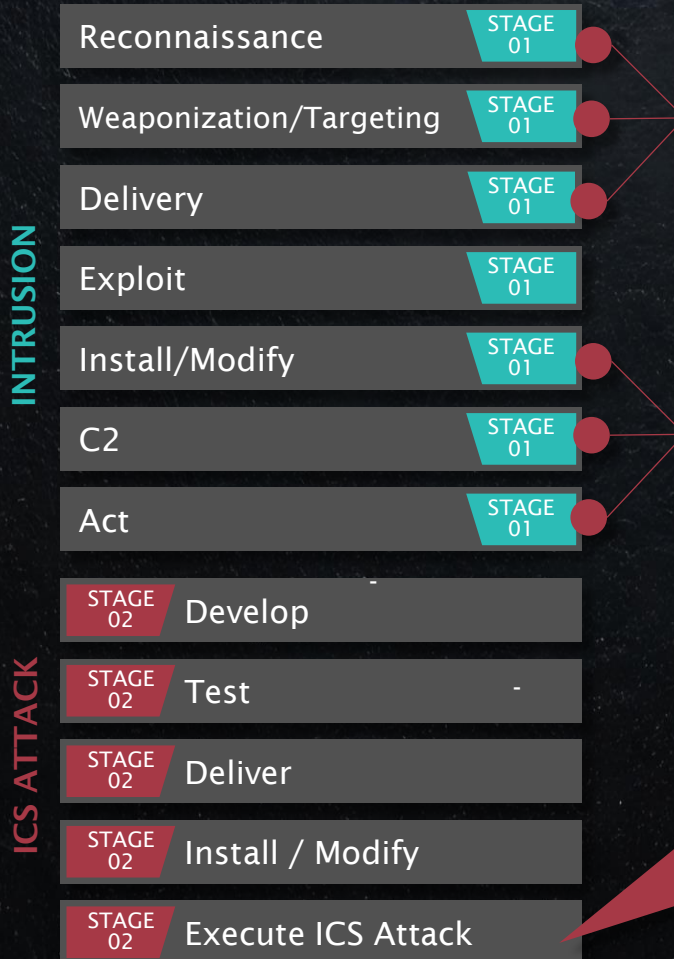 INTRUSION
Reconnaissance
STAGE
01
Weaponization/Targeting
STAGE
01
Delivery
STAGE
01
Exploit
STAGE
01
Install/Modify
STAGE
01
C2
STAGE
01
Act
STAGE
01
ICS ATTACK
-
STAGE
02
Develop
STAGE
02
Test
-
STAGE
02
Deliver
STAGE
02
Install / Modify
STAGE
02
Execute ICS Attack